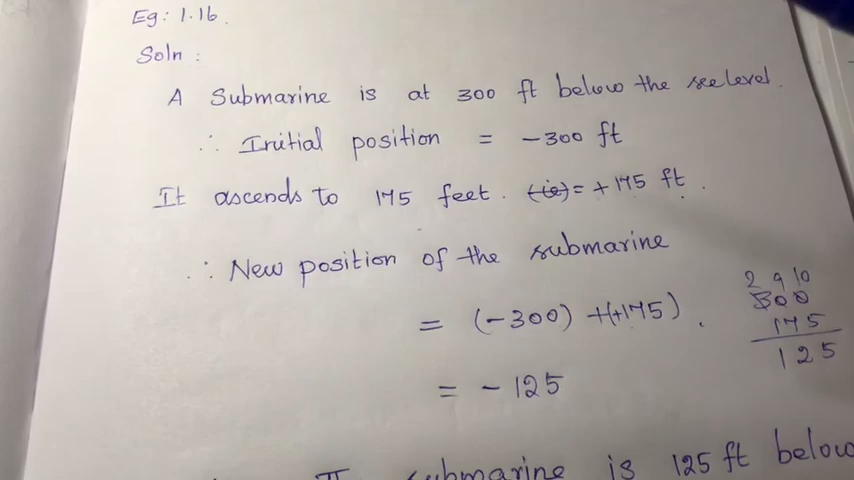 Eg: 1.16.
Soln :
A Submarine is at 300 ft below the sealevel.
∴ Initial position = -300 ft
It ascends to 175 feet. (ie) = +175 ft.
∴ New position of the submarine
= (-300) +(+175).
= -125
2 9 10
300
175
125
submarine is 125 ft below